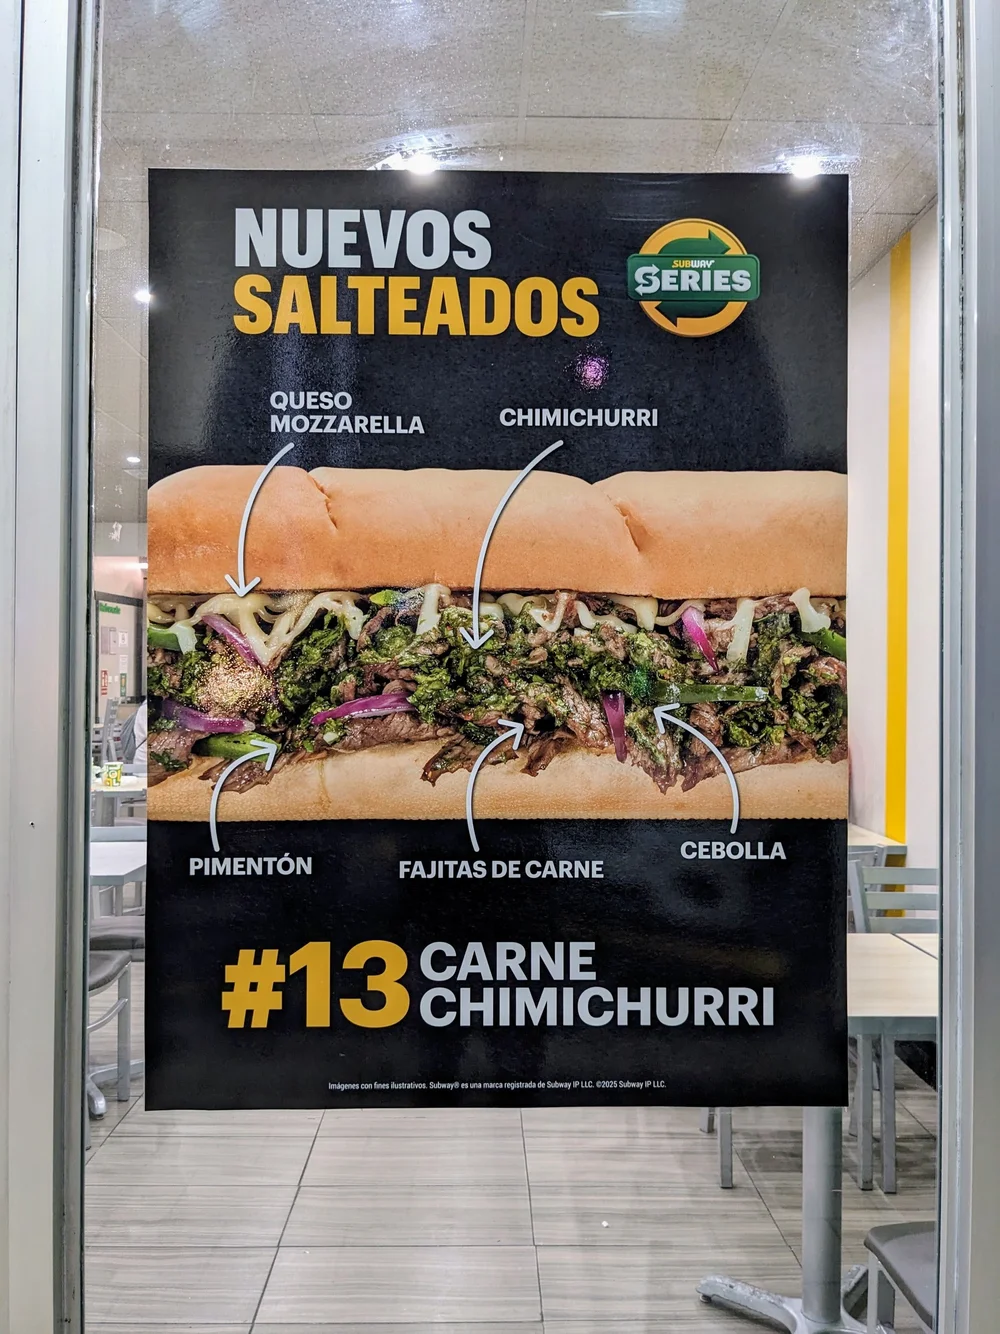 NUEVOS
SALTEADOS
SUBWAY
SERIES
QUESO
MOZZARELLA
CHIMICHURRI
PIMENTÓN
FAJITAS DE CARNE
CEBOLLA
#13 CARNE
CHIMICHURRI
Imágenes con fines ilustrativos. Subway® es una marca registrada de Subway IP LLC. ©2025 Subway IP LLC.